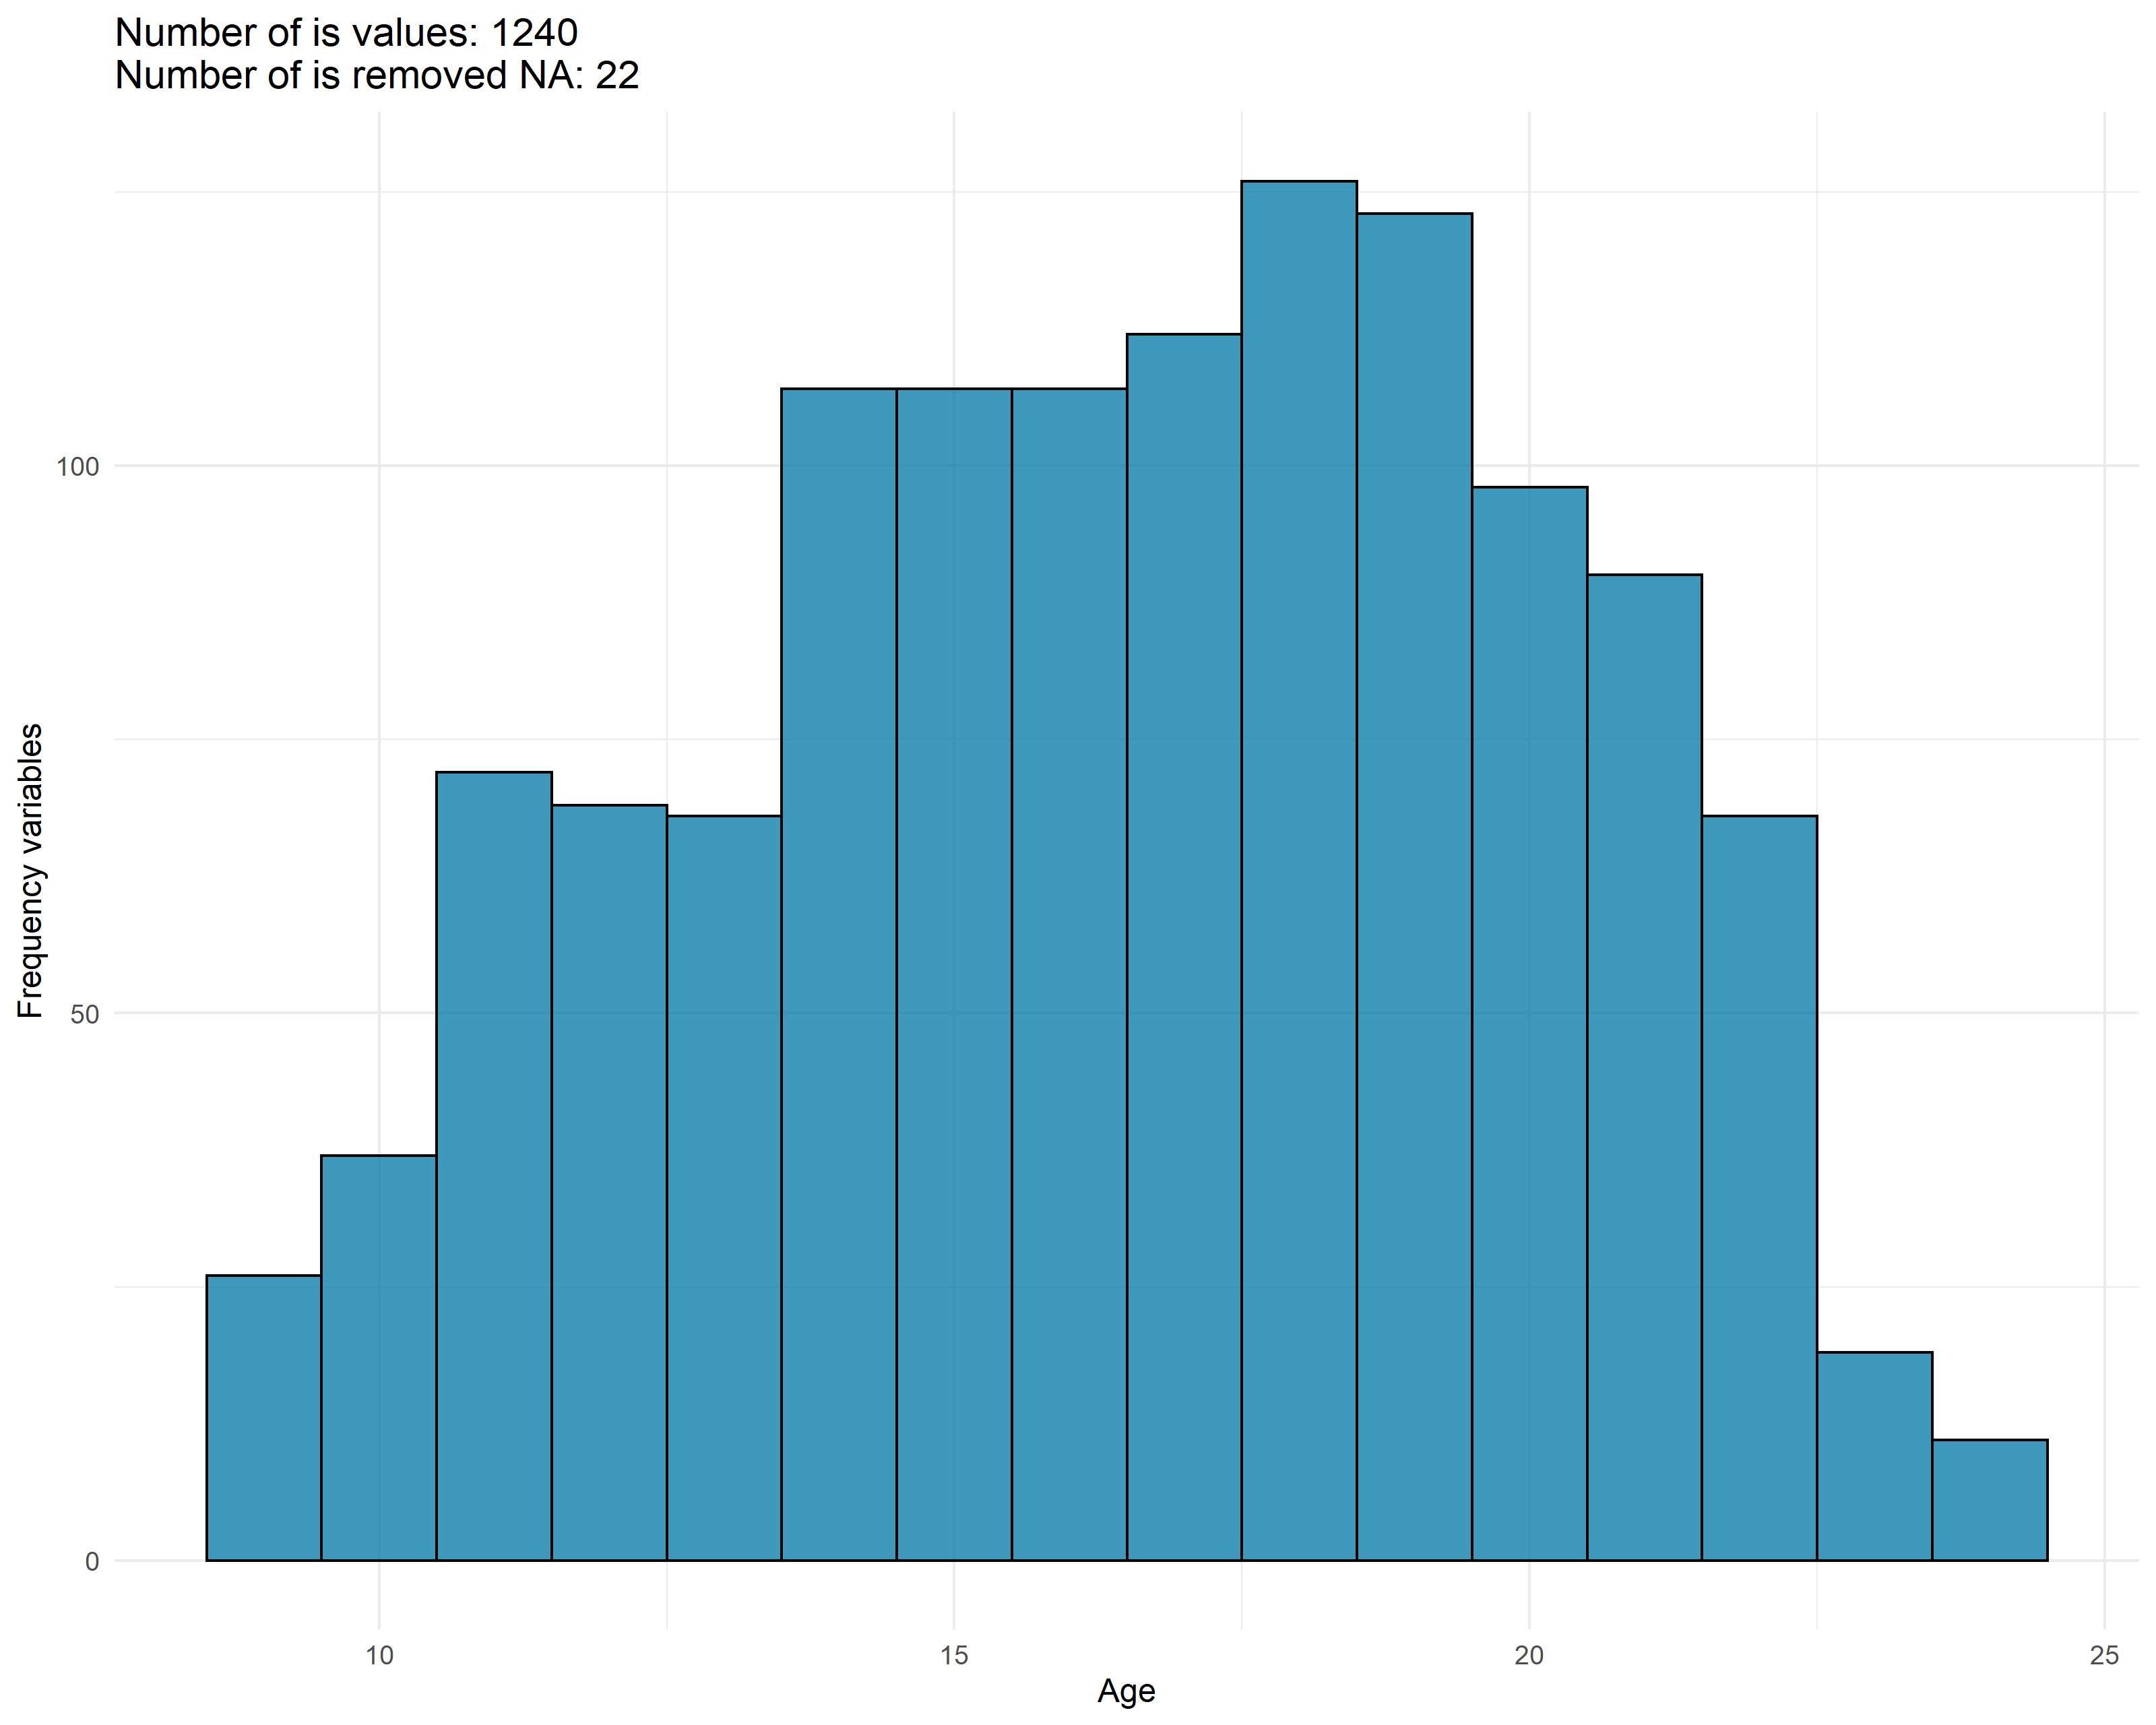 Number of is values: 1240
Number of is removed NA: 22
Frequency variables
100
50
0
10
15
20
25
Age